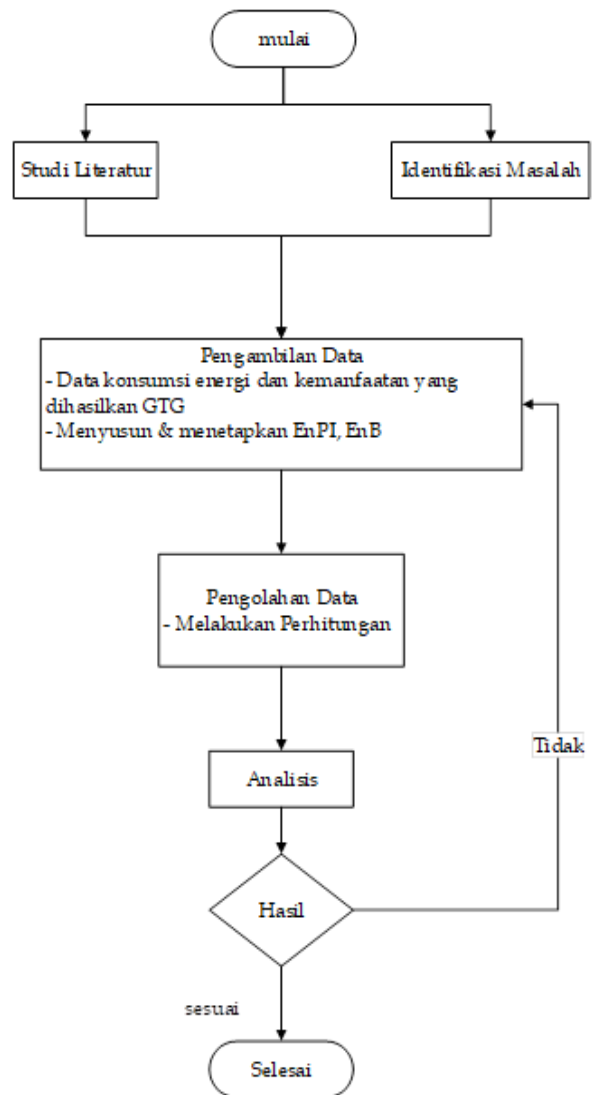 mulai
Studi Literatur
Identifikasi Masalah
Pengambilan Data
- Data konsumsi energi dan kemanfaatan yang
dihasilkan GTG
- Menyusun & menetapkan EnPI, EnB
Pengolahan Data
- Melakukan Perhitungan
Tidak
Analisis
Hasil
sesuai
Selesai